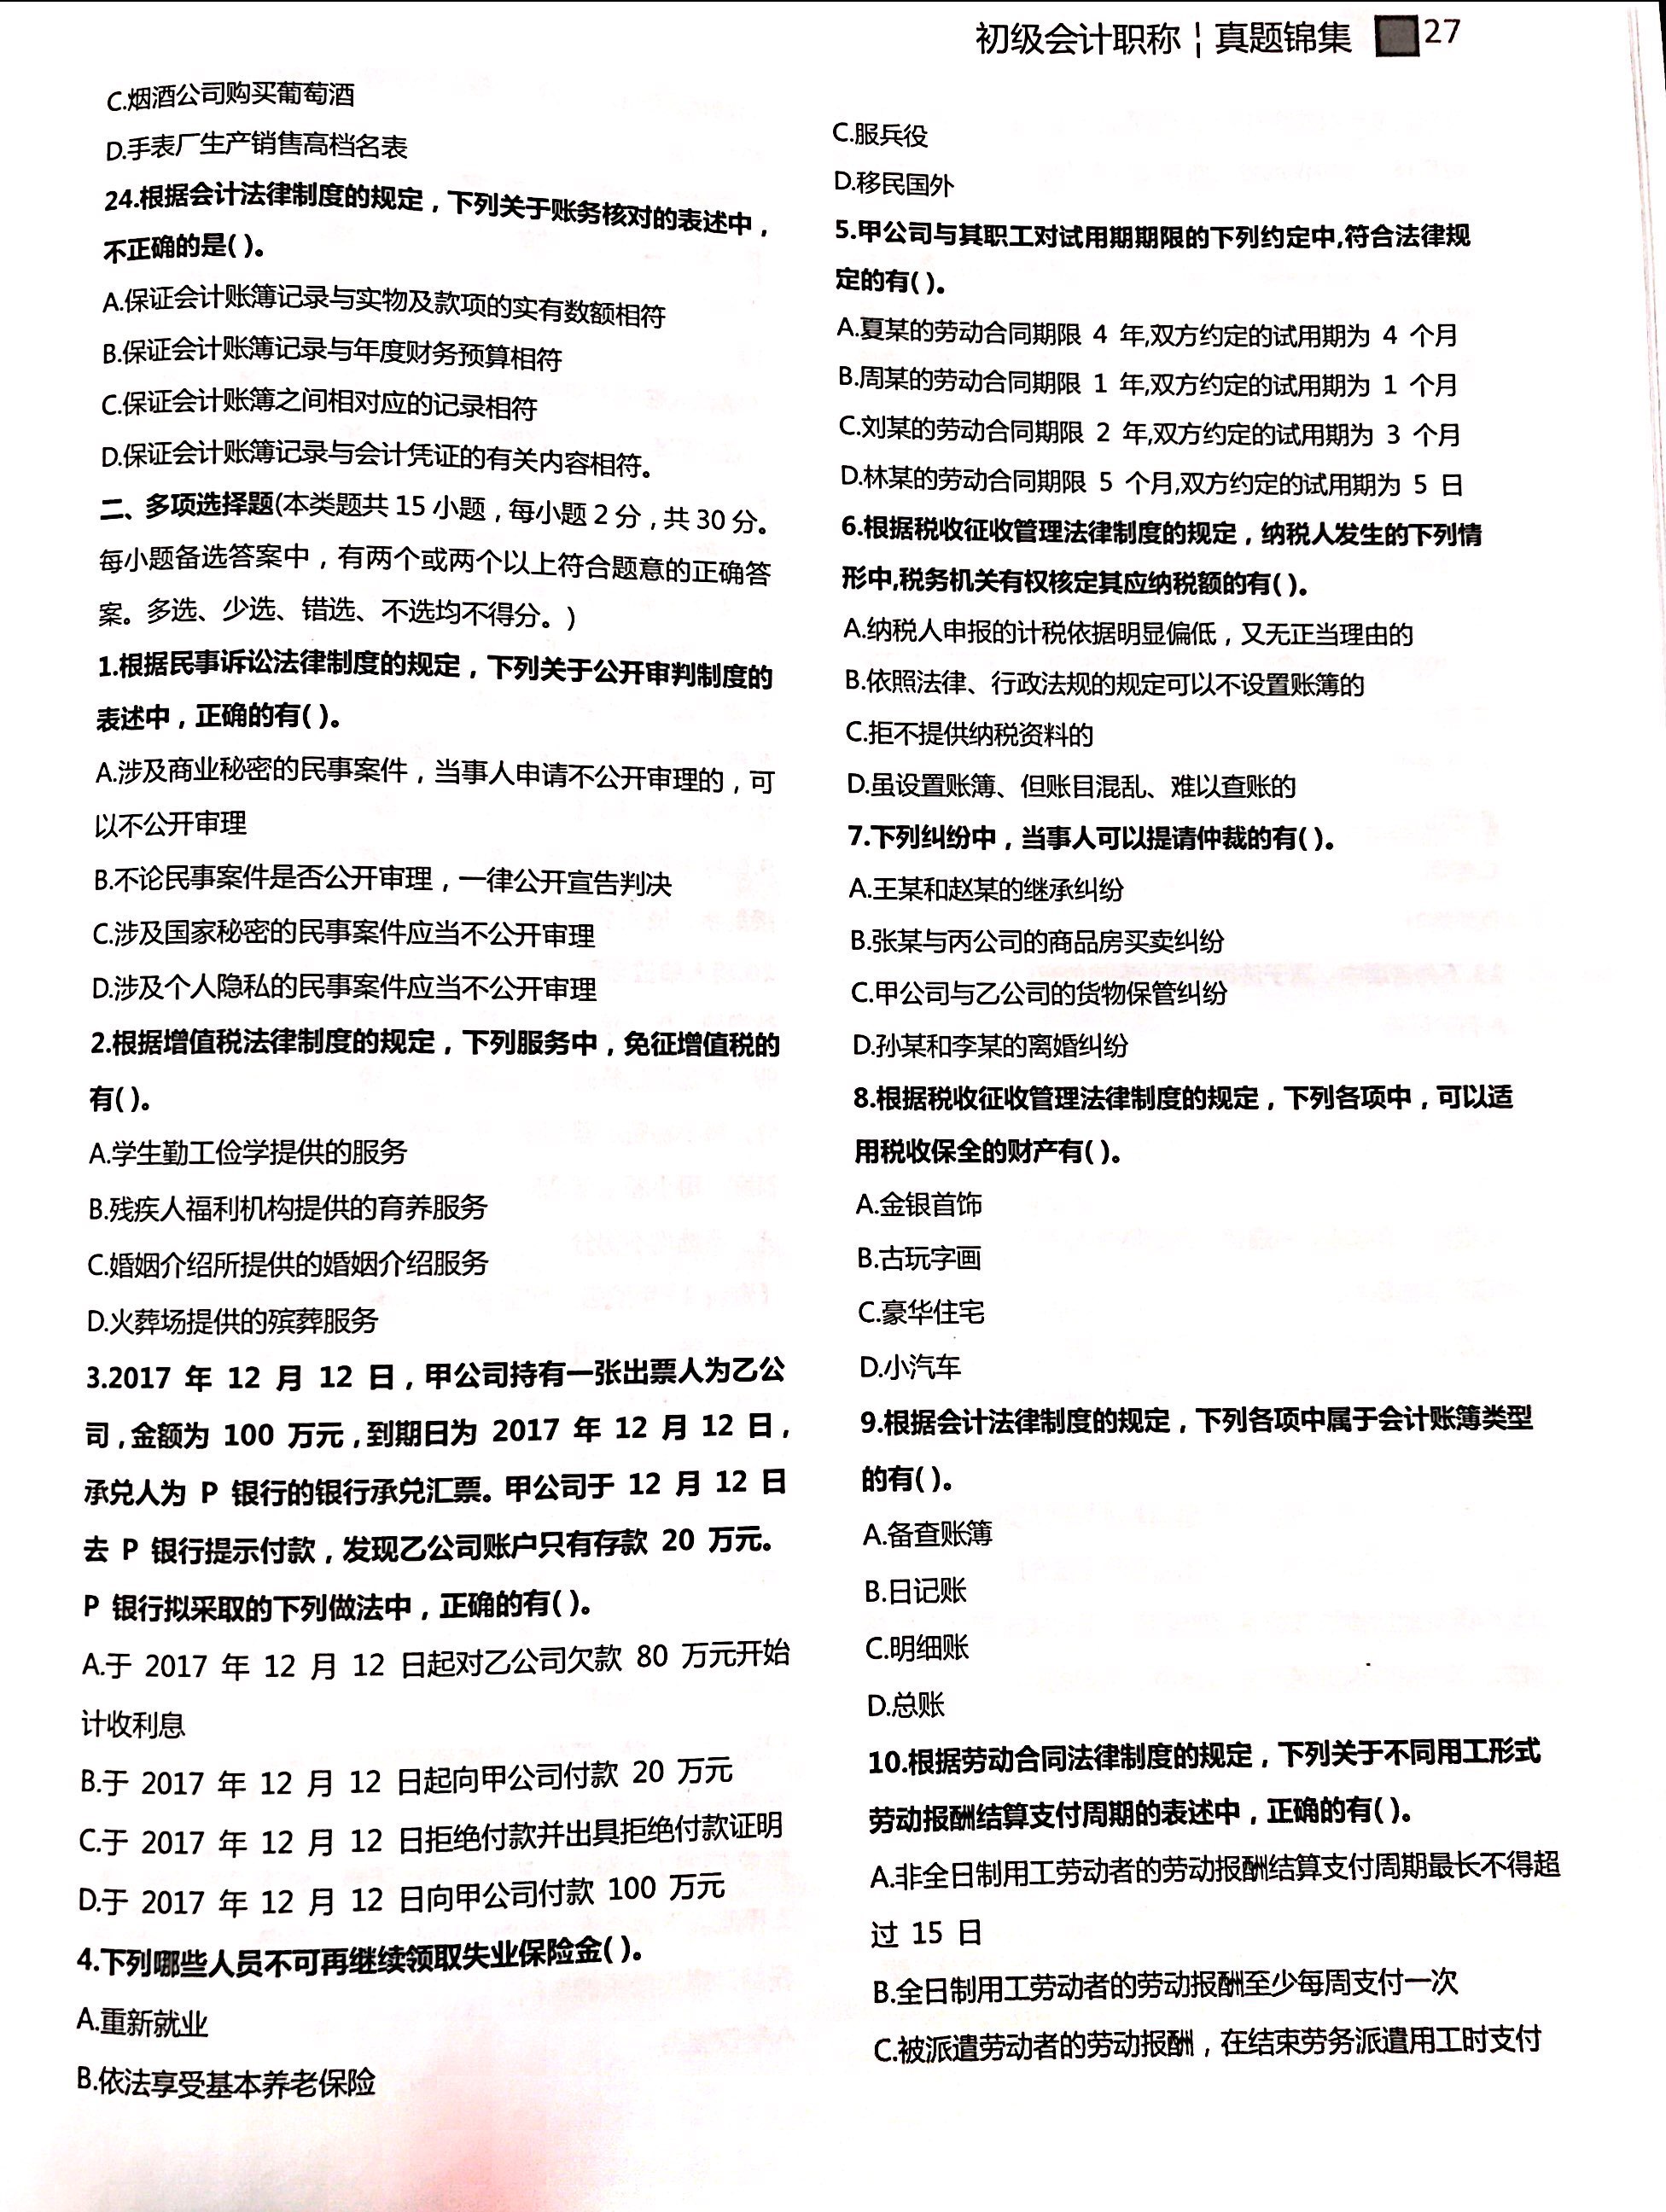 初级会计职称¦真题锦集 27
C.烟酒公司购买葡萄酒
D.手表厂生产销售高档名表
24.根据会计法律制度的规定，下列关于账务核对的表述中，
不正确的是( )。
A.保证会计账簿记录与实物及款项的实有数额相符
B.保证会计账簿记录与年度财务预算相符
C.保证会计账簿之间相对应的记录相符
D.保证会计账簿记录与会计凭证的有关内容相符。
二、多项选择题(本类题共 15 小题，每小题 2 分，共 30 分。
每小题备选答案中，有两个或两个以上符合题意的正确答
案。多选、少选、错选、不选均不得分。)
1.根据民事诉讼法律制度的规定，下列关于公开审判制度的
表述中，正确的有( )。
A.涉及商业秘密的民事案件，当事人申请不公开审理的，可
以不公开审理
B.不论民事案件是否公开审理，一律公开宣告判决
C.涉及国家秘密的民事案件应当不公开审理
D.涉及个人隐私的民事案件应当不公开审理
2.根据增值税法律制度的规定，下列服务中，免征增值税的
有( )。
A.学生勤工俭学提供的服务
B.残疾人福利机构提供的育养服务
C.婚姻介绍所提供的婚姻介绍服务
D.火葬场提供的殡葬服务
3.2017 年 12 月 12 日，甲公司持有一张出票人为乙公
司，金额为 100 万元，到期日为 2017 年 12 月 12 日，
承兑人为 P 银行的银行承兑汇票。甲公司于 12 月 12 日
去 P 银行提示付款，发现乙公司账户只有存款 20 万元。
P 银行拟采取的下列做法中，正确的有( )。
A.于 2017 年 12 月 12 日起对乙公司欠款 80 万元开始
计收利息
B.于 2017 年 12 月 12 日起向甲公司付款 20 万元
C.于 2017 年 12 月 12 日拒绝付款并出具拒绝付款证明
D.于 2017 年 12 月 12 日向甲公司付款 100 万元
4.下列哪些人员不可再继续领取失业保险金( )。
A.重新就业
B.依法享受基本养老保险
C.服兵役
D.移民国外
5.甲公司与其职工对试用期期限的下列约定中,符合法律规
定的有( )。
A.夏某的劳动合同期限 4 年,双方约定的试用期为 4 个月
B.周某的劳动合同期限 1 年,双方约定的试用期为 1 个月
C.刘某的劳动合同期限 2 年,双方约定的试用期为 3 个月
D.林某的劳动合同期限 5 个月,双方约定的试用期为 5 日
6.根据税收征收管理法律制度的规定，纳税人发生的下列情
形中,税务机关有权核定其应纳税额的有( )。
A.纳税人申报的计税依据明显偏低，又无正当理由的
B.依照法律、行政法规的规定可以不设置账簿的
C.拒不提供纳税资料的
D.虽设置账簿、但账目混乱、难以查账的
7.下列纠纷中，当事人可以提请仲裁的有( )。
A.王某和赵某的继承纠纷
B.张某与丙公司的商品房买卖纠纷
C.甲公司与乙公司的货物保管纠纷
D.孙某和李某的离婚纠纷
8.根据税收征收管理法律制度的规定，下列各项中，可以适
用税收保全的财产有( )。
A.金银首饰
B.古玩字画
C.豪华住宅
D.小汽车
9.根据会计法律制度的规定，下列各项中属于会计账簿类型
的有( )。
A.备查账簿
B.日记账
C.明细账
D.总账
10.根据劳动合同法律制度的规定，下列关于不同用工形式
劳动报酬结算支付周期的表述中，正确的有( )。
A.非全日制用工劳动者的劳动报酬结算支付周期最长不得超
过 15 日
B.全日制用工劳动者的劳动报酬至少每周支付一次
C.被派遣劳动者的劳动报酬，在结束劳务派遣用工时支付